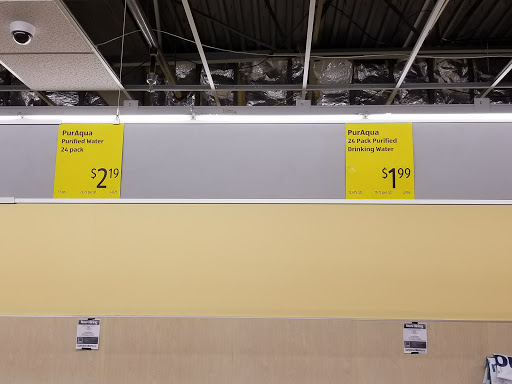 PurAqua
Purified Water
24 pack
$2 19
PurAqua
24 Pack Purified
Drinking Water
$1 99